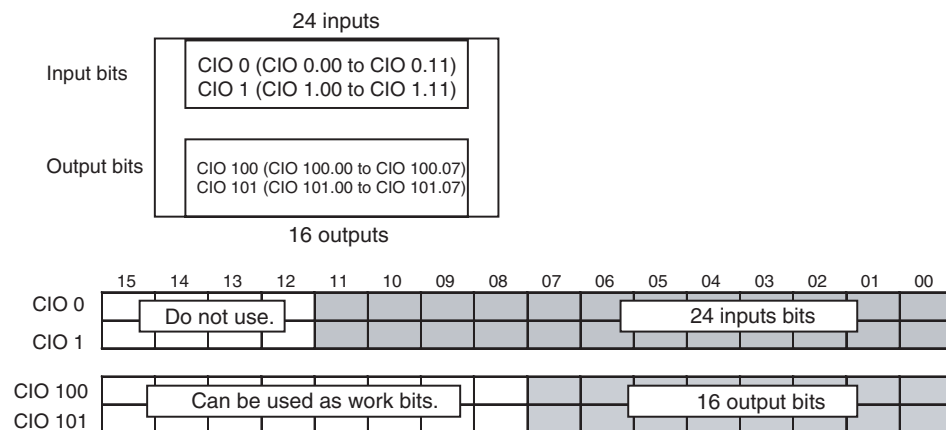 24 inputs
Input bits
CIO 0 (CIO 0.00 to CIO 0.11)
CIO 1 (CIO 1.00 to CIO 1.11)
Output bits
CIO 100 (CIO 100.00 to CIO 100.07)
CIO 101 (CIO 101.00 to CIO 101.07)
16 outputs
15 14 13 12 11 10 09 08 07 06 05 04 03 02 01 00
CIO 0
Do not use. 24 inputs bits
CIO 1
CIO 100
Can be used as work bits. 16 output bits
CIO 101